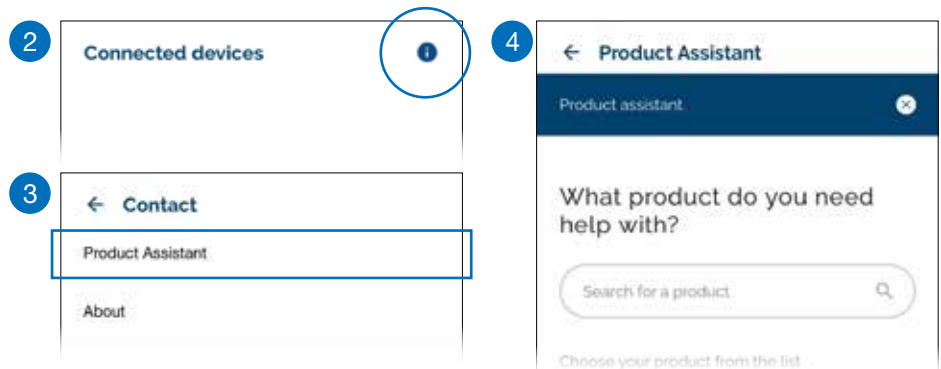 2
Connected devices
3
Contact
Product Assistant
About
4
Product Assistant
Product assistant
What product do you need
help with?
Search for a product
Choose your product from the list